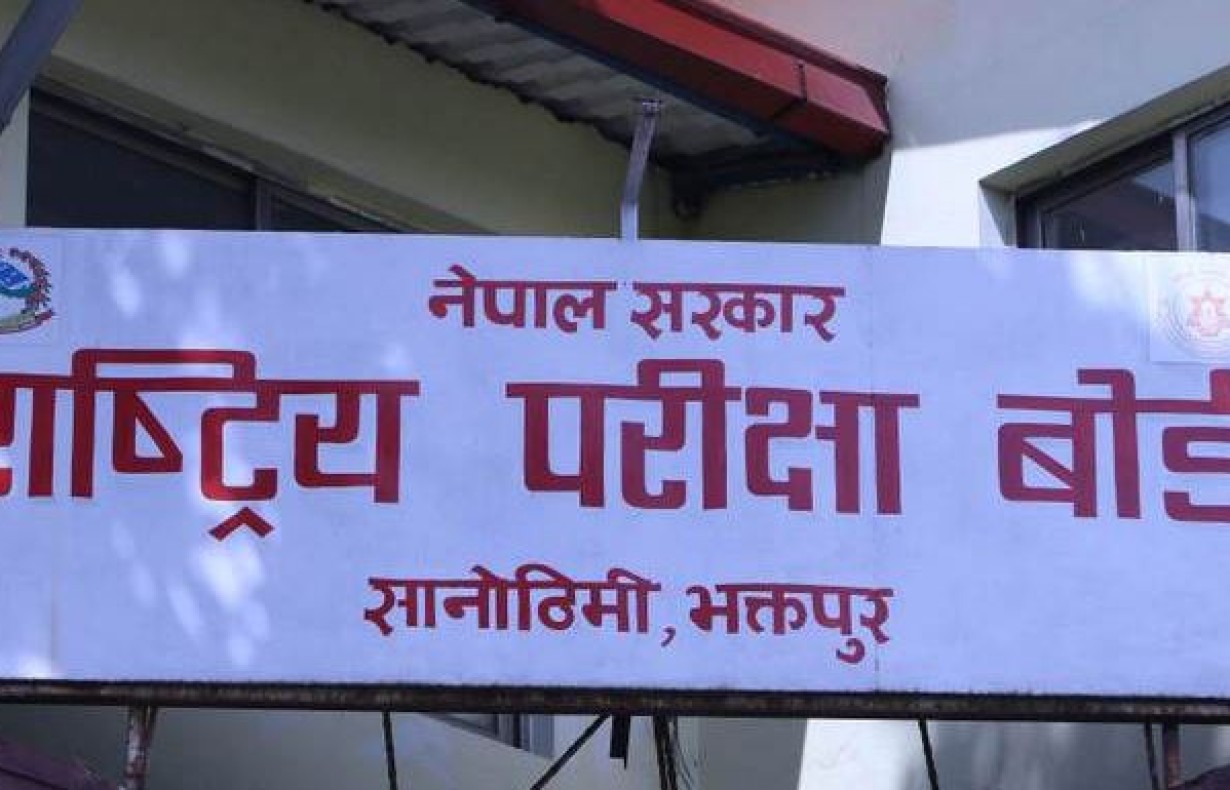 नेपाल सरकार
राष्ट्रिय परीक्षा बोर्ड
सानोठिमी, भक्तपुर